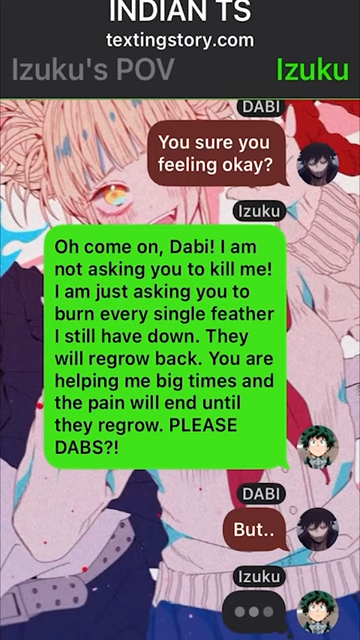 INDIAN TS
textingstory.com
Izuku's POV
Izuku
DABI
You sure you
feeling okay?
Izuku
Oh come on, Dabi! I am
not asking you to kill me!
I am just asking you to
burn every single feather
I still have down. They
will regrow back. You are
helping me big times and
the pain will end until
they regrow. PLEASE
DABS?!
DABI
But..
Izuku